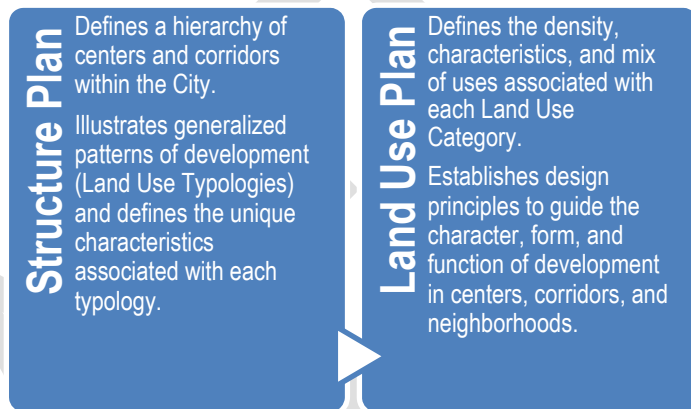 Structure Plan
Defines a hierarchy of
centers and corridors
within the City.
Illustrates generalized
patterns of development
(Land Use Typologies)
and defines the unique
characteristics
associated with each
typology.
Land Use Plan
Defines the density,
characteristics, and mix
of uses associated with
each Land Use
Category.
Establishes design
principles to guide the
character, form, and
function of development
in centers, corridors, and
neighborhoods.